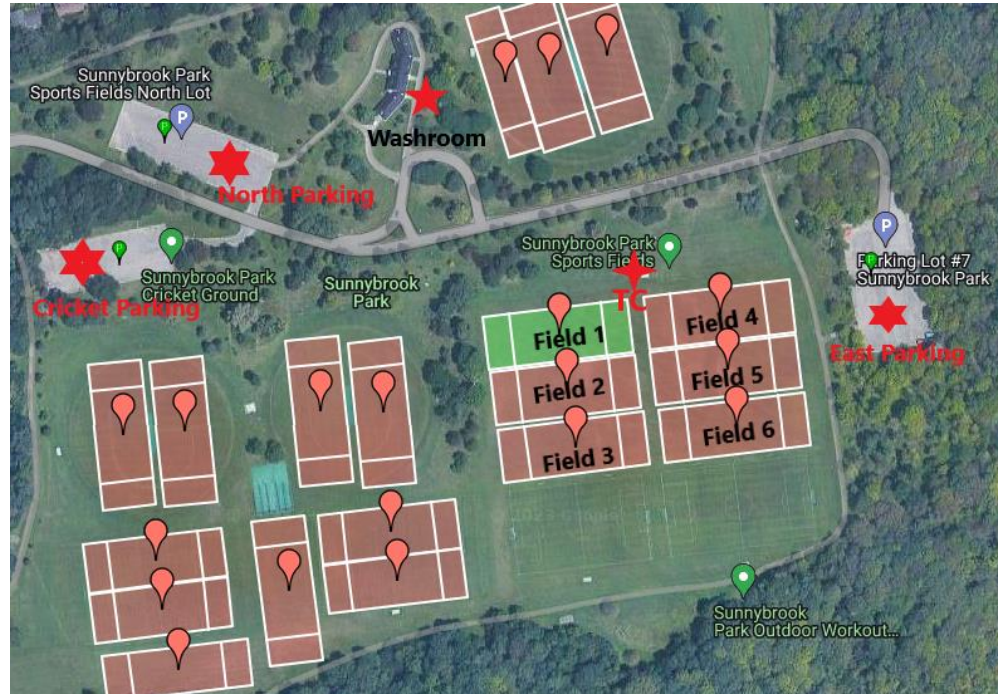 Sunnybrook Park
Sports Fields North Lot
P
P
Washroom
North Parking
P
Sunnybrook Park
Cricket Ground
Cricket Parking
Sunnybrook
Park
Sunnybrook Park
Sports Fields
TC
P
P
Parking Lot #7
Sunnybrook Park
East Parking
Field 1
Field 4
Field 2
Field 5
Field 3
Field 6
Sunnybrook
Park Outdoor Workout...